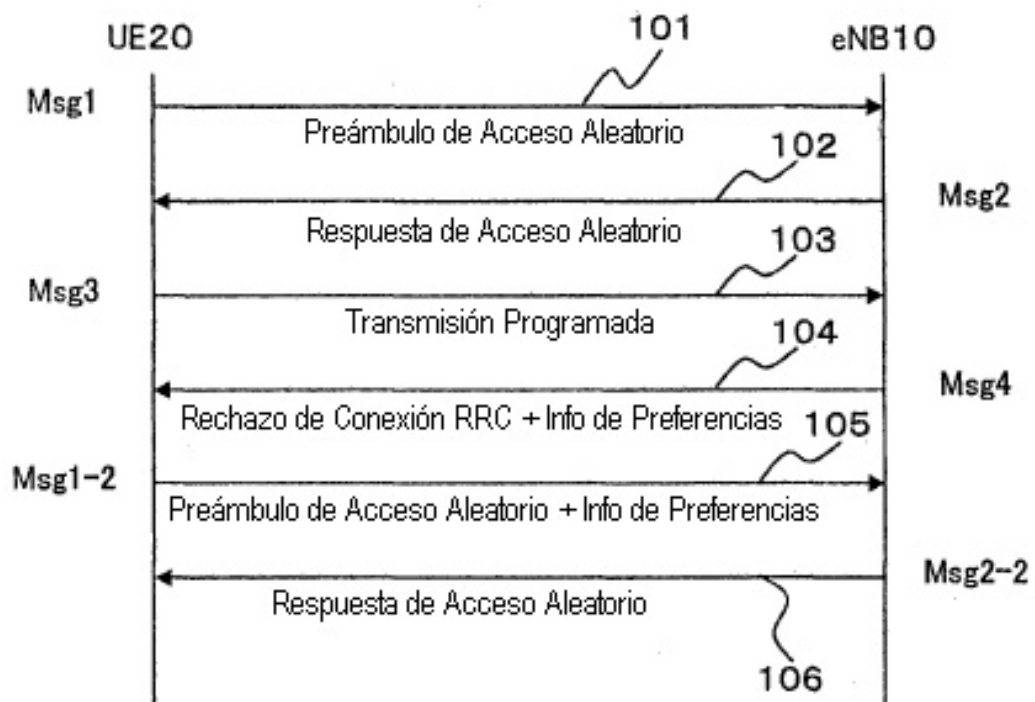 UE20
101
eNB10
Msg1
Preámbulo de Acceso Aleatorio
102
Msg2
Respuesta de Acceso Aleatorio
103
Msg3
Transmisión Programada
104
Msg4
Rechazo de Conexión RRC + Info de Preferencias
105
Msg1-2
Preámbulo de Acceso Aleatorio + Info de Preferencias
Msg2-2
Respuesta de Acceso Aleatorio
106